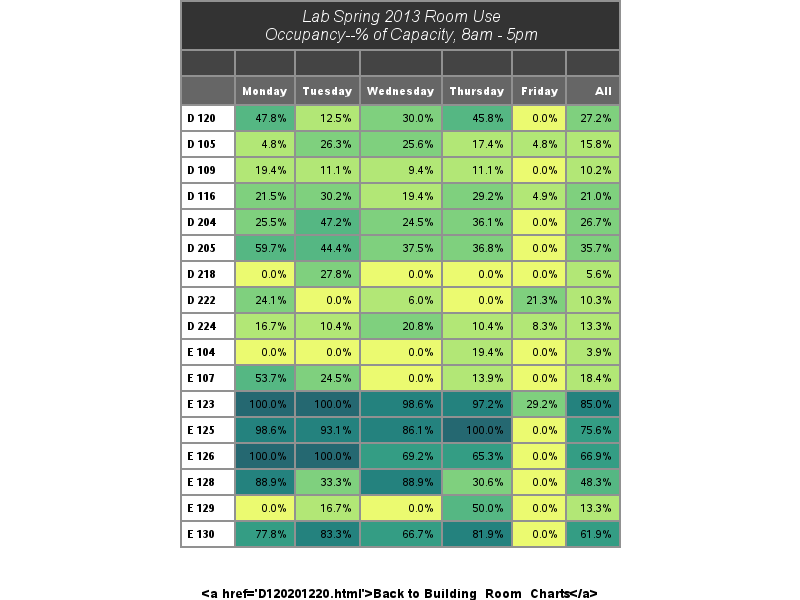 Lab Spring 2013 Room Use
Occupancy--% of Capacity, 8am - 5pm
Monday Tuesday Wednesday Thursday Friday All
D 120 47.8% 12.5% 30.0% 45.8% 0.0% 27.2%
D 105 4.8% 26.3% 25.6% 17.4% 4.8% 15.8%
D 109 19.4% 11.1% 9.4% 11.1% 0.0% 10.2%
D 116 21.5% 30.2% 19.4% 29.2% 4.9% 21.0%
D 204 25.5% 47.2% 24.5% 36.1% 0.0% 26.7%
D 205 59.7% 44.4% 37.5% 36.8% 0.0% 35.7%
D 218 0.0% 27.8% 0.0% 0.0% 0.0% 5.6%
D 222 24.1% 0.0% 6.0% 0.0% 21.3% 10.3%
D 224 16.7% 10.4% 20.8% 10.4% 8.3% 13.3%
E 104 0.0% 0.0% 0.0% 19.4% 0.0% 3.9%
E 107 53.7% 24.5% 0.0% 13.9% 0.0% 18.4%
E 123 100.0% 100.0% 98.6% 97.2% 29.2% 85.0%
E 125 98.6% 93.1% 86.1% 100.0% 0.0% 75.6%
E 126 100.0% 100.0% 69.2% 65.3% 0.0% 66.9%
E 128 88.9% 33.3% 88.9% 30.6% 0.0% 48.3%
E 129 0.0% 16.7% 0.0% 50.0% 0.0% 13.3%
E 130 77.8% 83.3% 66.7% 81.9% 0.0% 61.9%
<a href='D120201220.html'>Back to Building_Room_Charts</a>